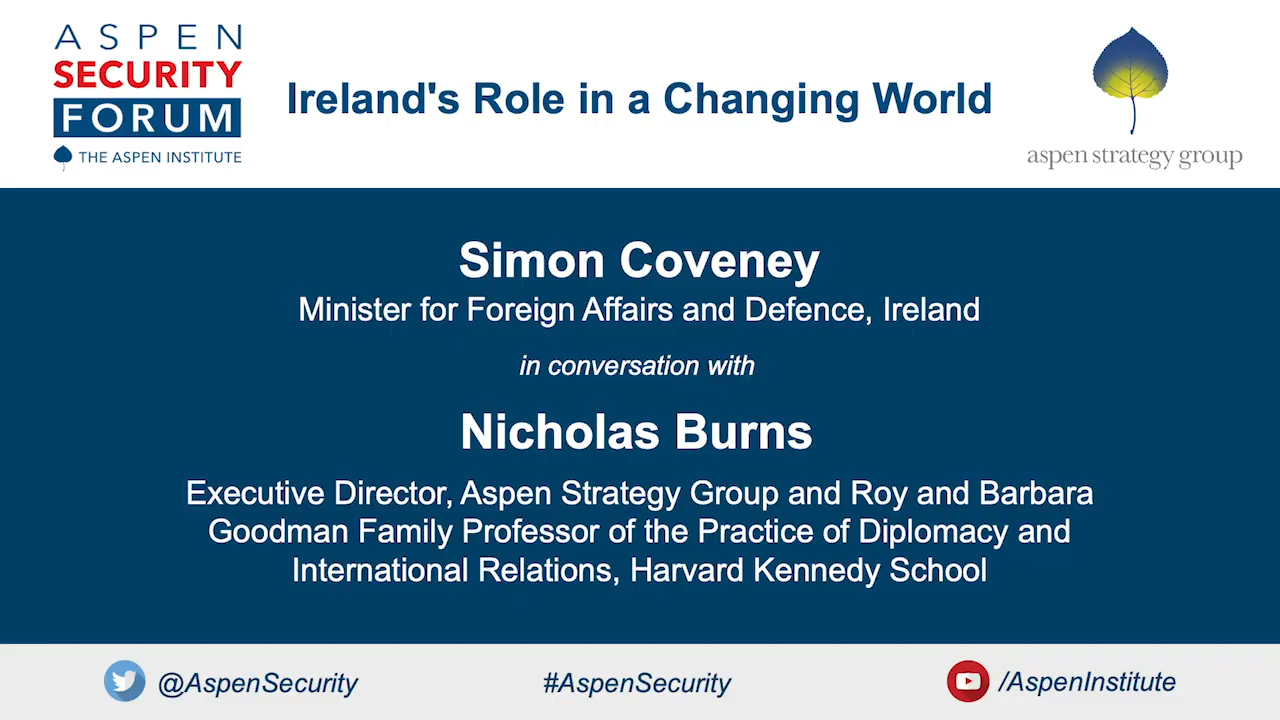 ASPEN
SECURITY
FORUM
THE ASPEN INSTITUTE
Ireland's Role in a Changing World
aspen strategy group
Simon Coveney
Minister for Foreign Affairs and Defence, Ireland
in conversation with
Nicholas Burns
Executive Director, Aspen Strategy Group and Roy and Barbara
Goodman Family Professor of the Practice of Diplomacy and
International Relations, Harvard Kennedy School
@AspenSecurity
#AspenSecurity
/AspenInstitute